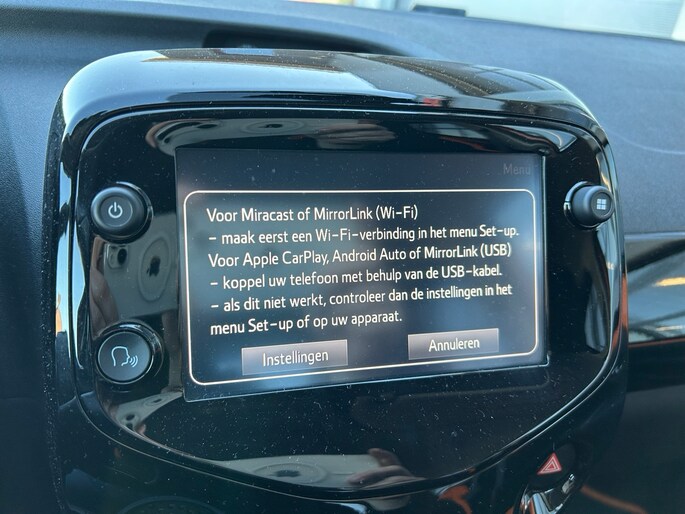 Menu
Voor Miracast of MirrorLink (Wi-Fi)
- maak eerst een Wi-Fi-verbinding in het menu Set-up.
Voor Apple CarPlay, Android Auto of MirrorLink (USB)
- koppel uw telefoon met behulp van de USB-kabel.
- als dit niet werkt, controleer dan de instellingen in het
menu Set-up of op uw apparaat.
Instellingen
Annuleren